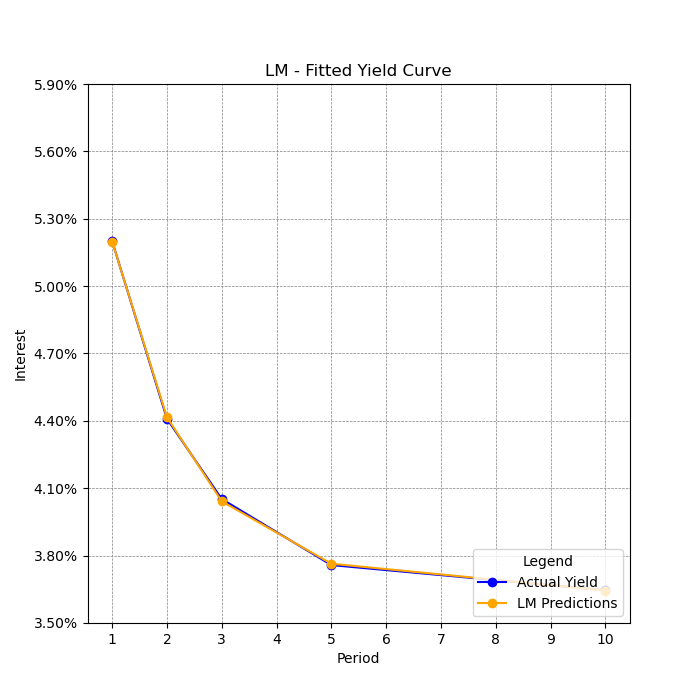 LM - Fitted Yield Curve
5.90%
5.60%
5.30%
5.00%
4.70%
4.40%
4.10%
3.80%
3.50%
Interest
Legend
Actual Yield
LM Predictions
1 2 3 4 5 6 7 8 9 10
Period